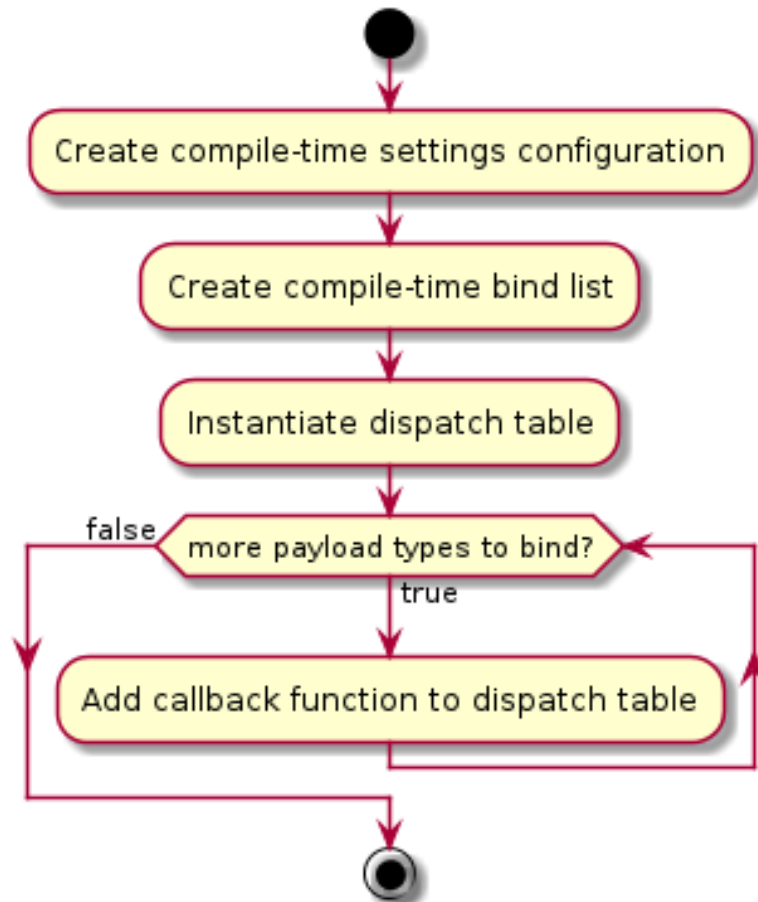 Create compile-time settings configuration
Create compile-time bind list
Instantiate dispatch table
false
more payload types to bind?
true
Add callback function to dispatch table